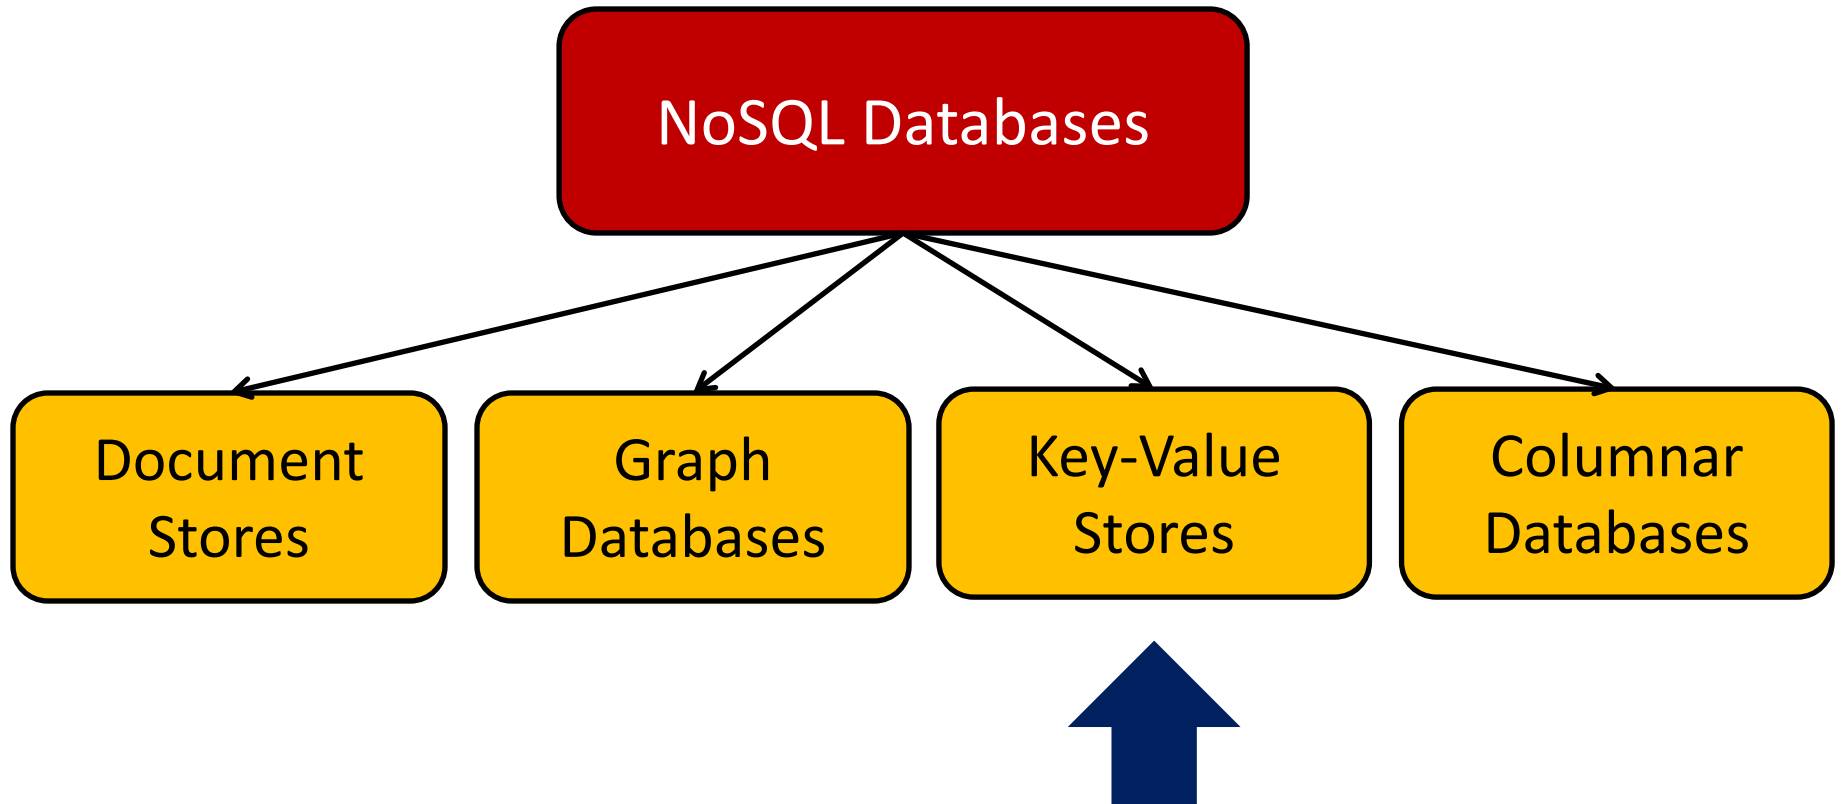 NoSQL Databases
Document
Stores
Graph
Databases
Key-Value
Stores
Columnar
Databases